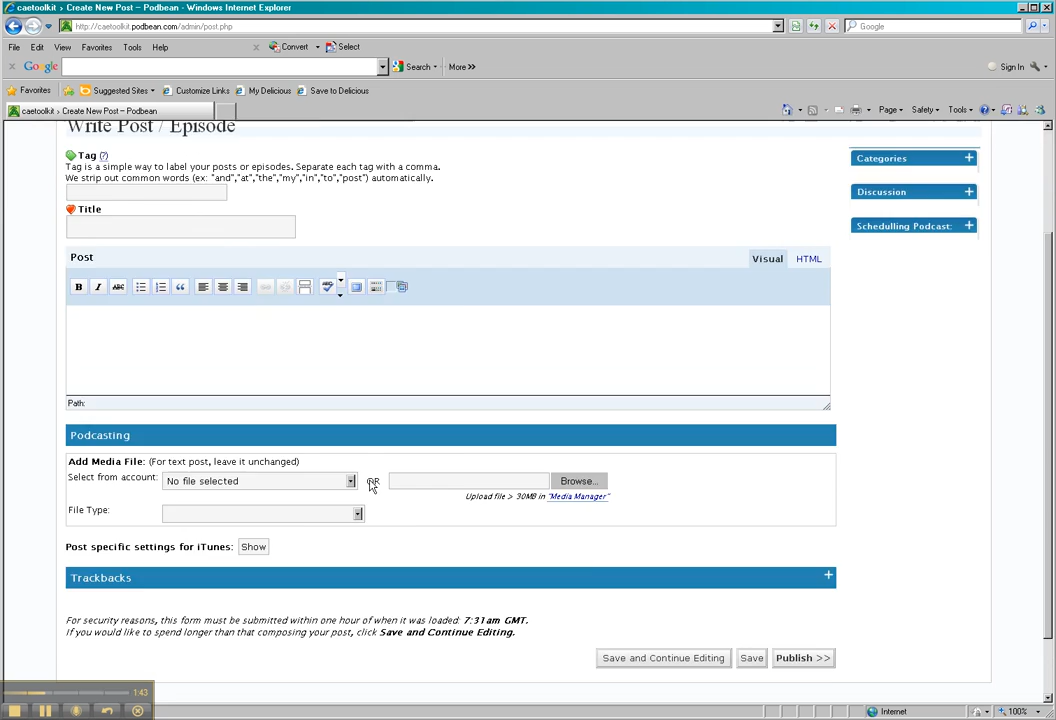 caetoolkit › Create New Post – Podbean - Windows Internet Explorer
http://caetoolkit.podbean.com/admin/post.php
Google
File Edit View Favorites Tools Help
x Convert Select
x Google Search More »
Sign In
Favorites Suggested Sites Customize Links My Delicious Save to Delicious
caetoolkit › Create New Post – Podbean
Page Safety Tools
Write Post / Episode
Tag (?)
Tag is a simple way to label your posts or episodes. Separate each tag with a comma.
We strip out common words (ex: "and","at","the","my","in","to","post") automatically.
Title
Categories +
Discussion +
Schedulling Podcast: +
Post
Visual HTML
B I ABC
Path:
Podcasting
Add Media File: (For text post, leave it unchanged)
Select from account: No file selected OR Browse...
Upload file > 30MB in "Media Manager"
File Type:
Post specific settings for iTunes: Show
Trackbacks +
For security reasons, this form must be submitted within one hour of when it was loaded: 7:31am GMT.
If you would like to spend longer than that composing your post, click Save and Continue Editing.
Save and Continue Editing Save Publish >>
1:43
Internet 100%